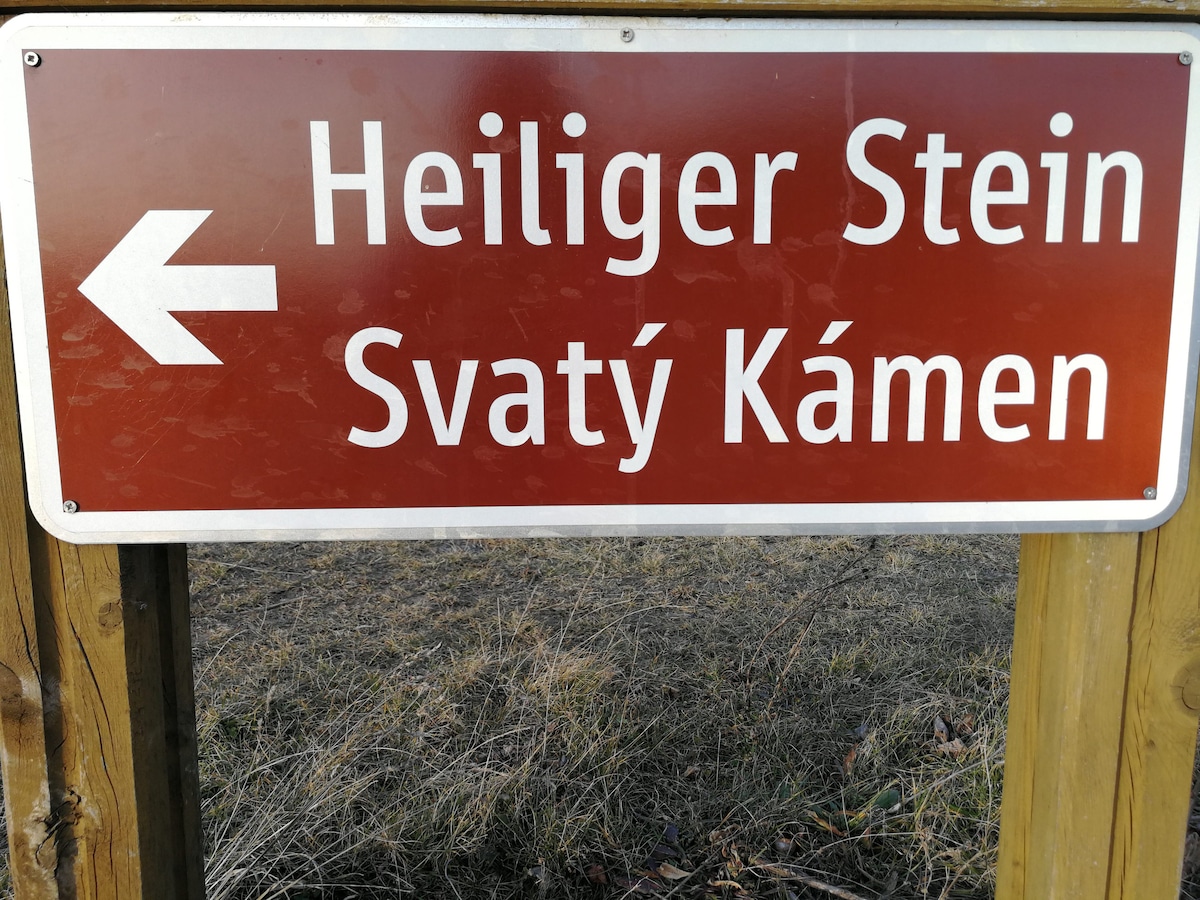 Heiliger Stein
Svatý Kámen